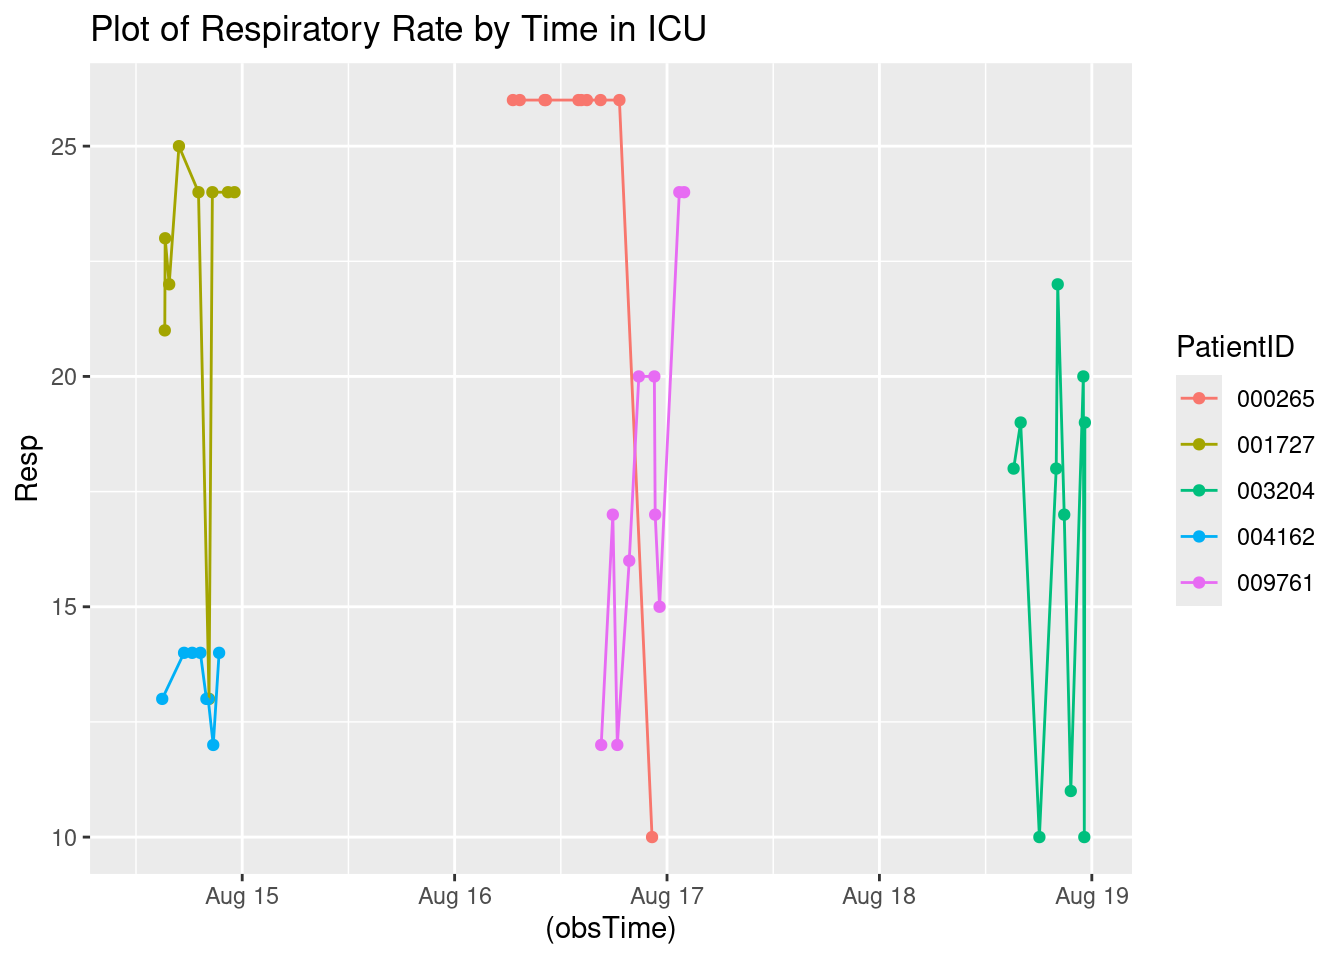 Plot of Respiratory Rate by Time in ICU
25
20
15
10
Resp
Aug 15 Aug 16 Aug 17 Aug 18 Aug 19
(obsTime)
PatientID
000265
001727
003204
004162
009761